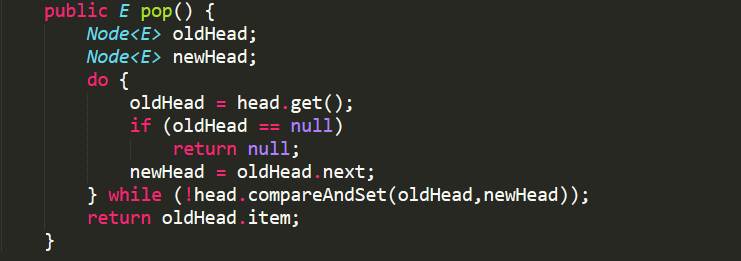 public E pop() {
    Node<E> oldHead;
    Node<E> newHead;
    do {
        oldHead = head.get();
        if (oldHead == null)
            return null;
        newHead = oldHead.next;
    } while (!head.compareAndSet(oldHead,newHead));
    return oldHead.item;
}